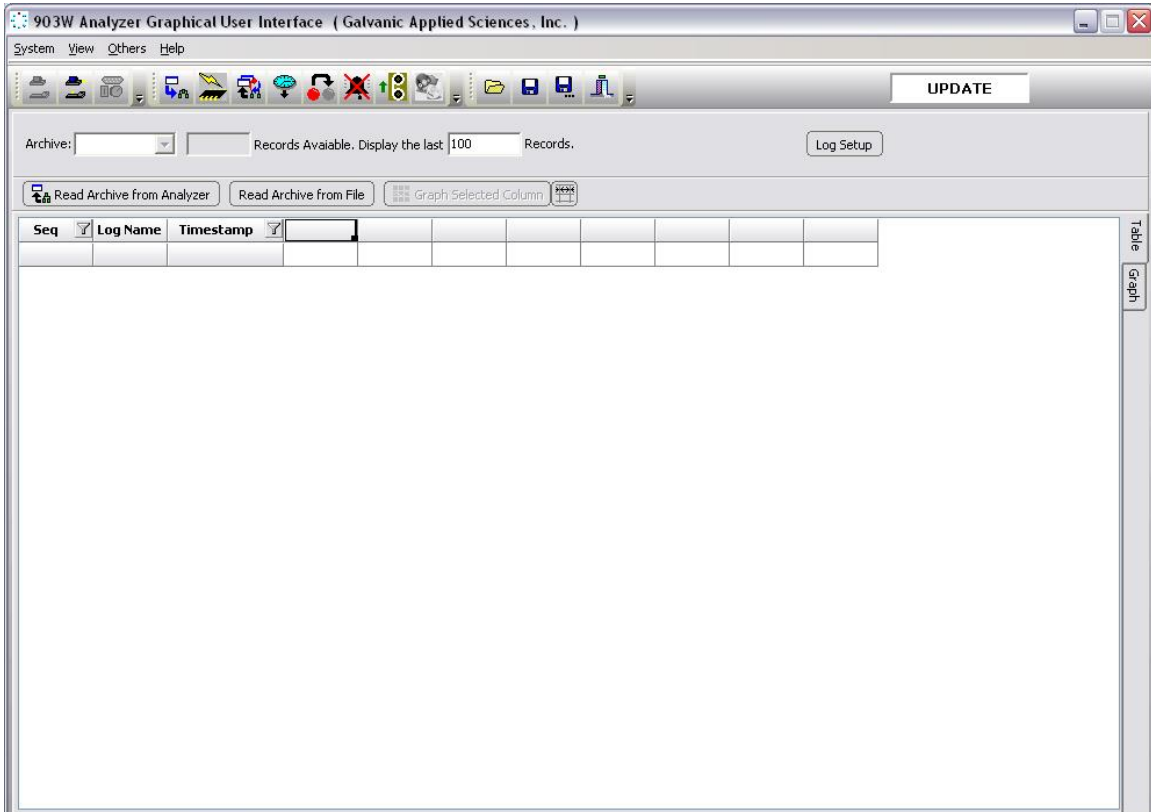 903W Analyzer Graphical User Interface ( Galvanic Applied Sciences, Inc. )
System View Others Help
UPDATE
Archive: Records Avaiable. Display the last 100 Records. Log Setup
Read Archive from Analyzer Read Archive from File Graph Selected Column
Seq Log Name Timestamp
Table
Graph